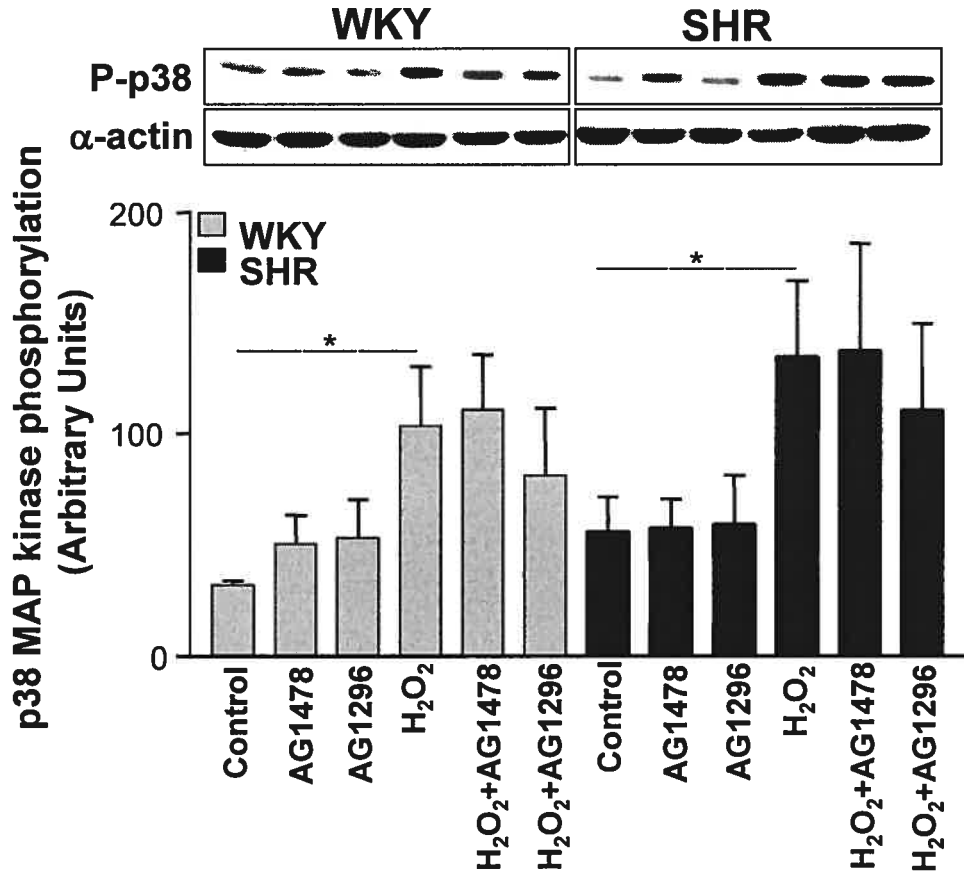 WKY SHR
P-p38
α-actin
p38 MAP kinase phosphorylation
(Arbitrary Units)
200
100
0
WKY
SHR
*
*
Control
AG1478
AG1296
H₂O₂
H₂O₂+AG1478
H₂O₂+AG1296
Control
AG1478
AG1296
H₂O₂
H₂O₂+AG1478
H₂O₂+AG1296